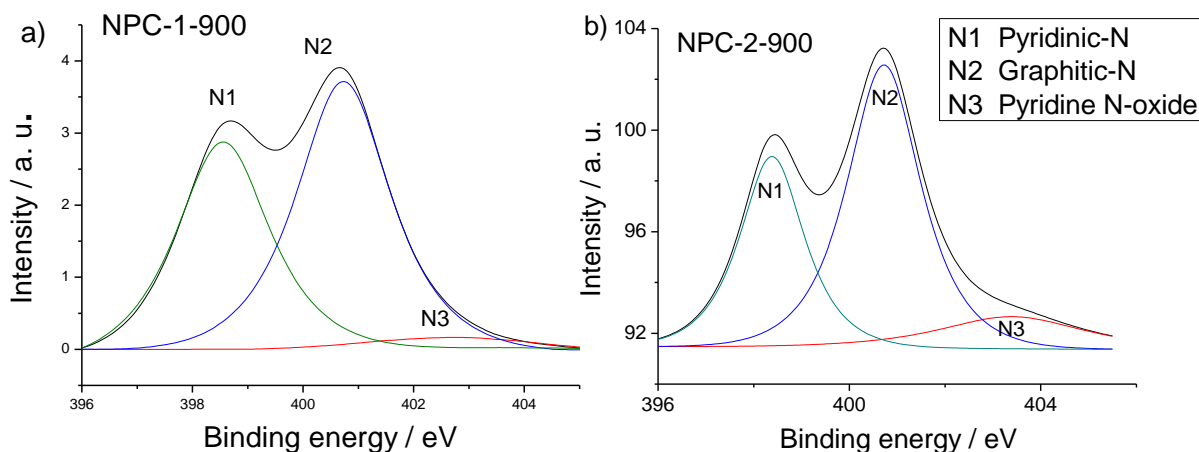 a)
NPC-1-900
N1
N2
N3
4
3
2
1
0
396
398
400
402
404
Intensity / a. u.
Binding energy / eV
b)
NPC-2-900
N1
N2
N3
104
100
96
92
396
400
404
Intensity / a. u.
Binding energy / eV
N1 Pyridinic-N
N2 Graphitic-N
N3 Pyridine N-oxide